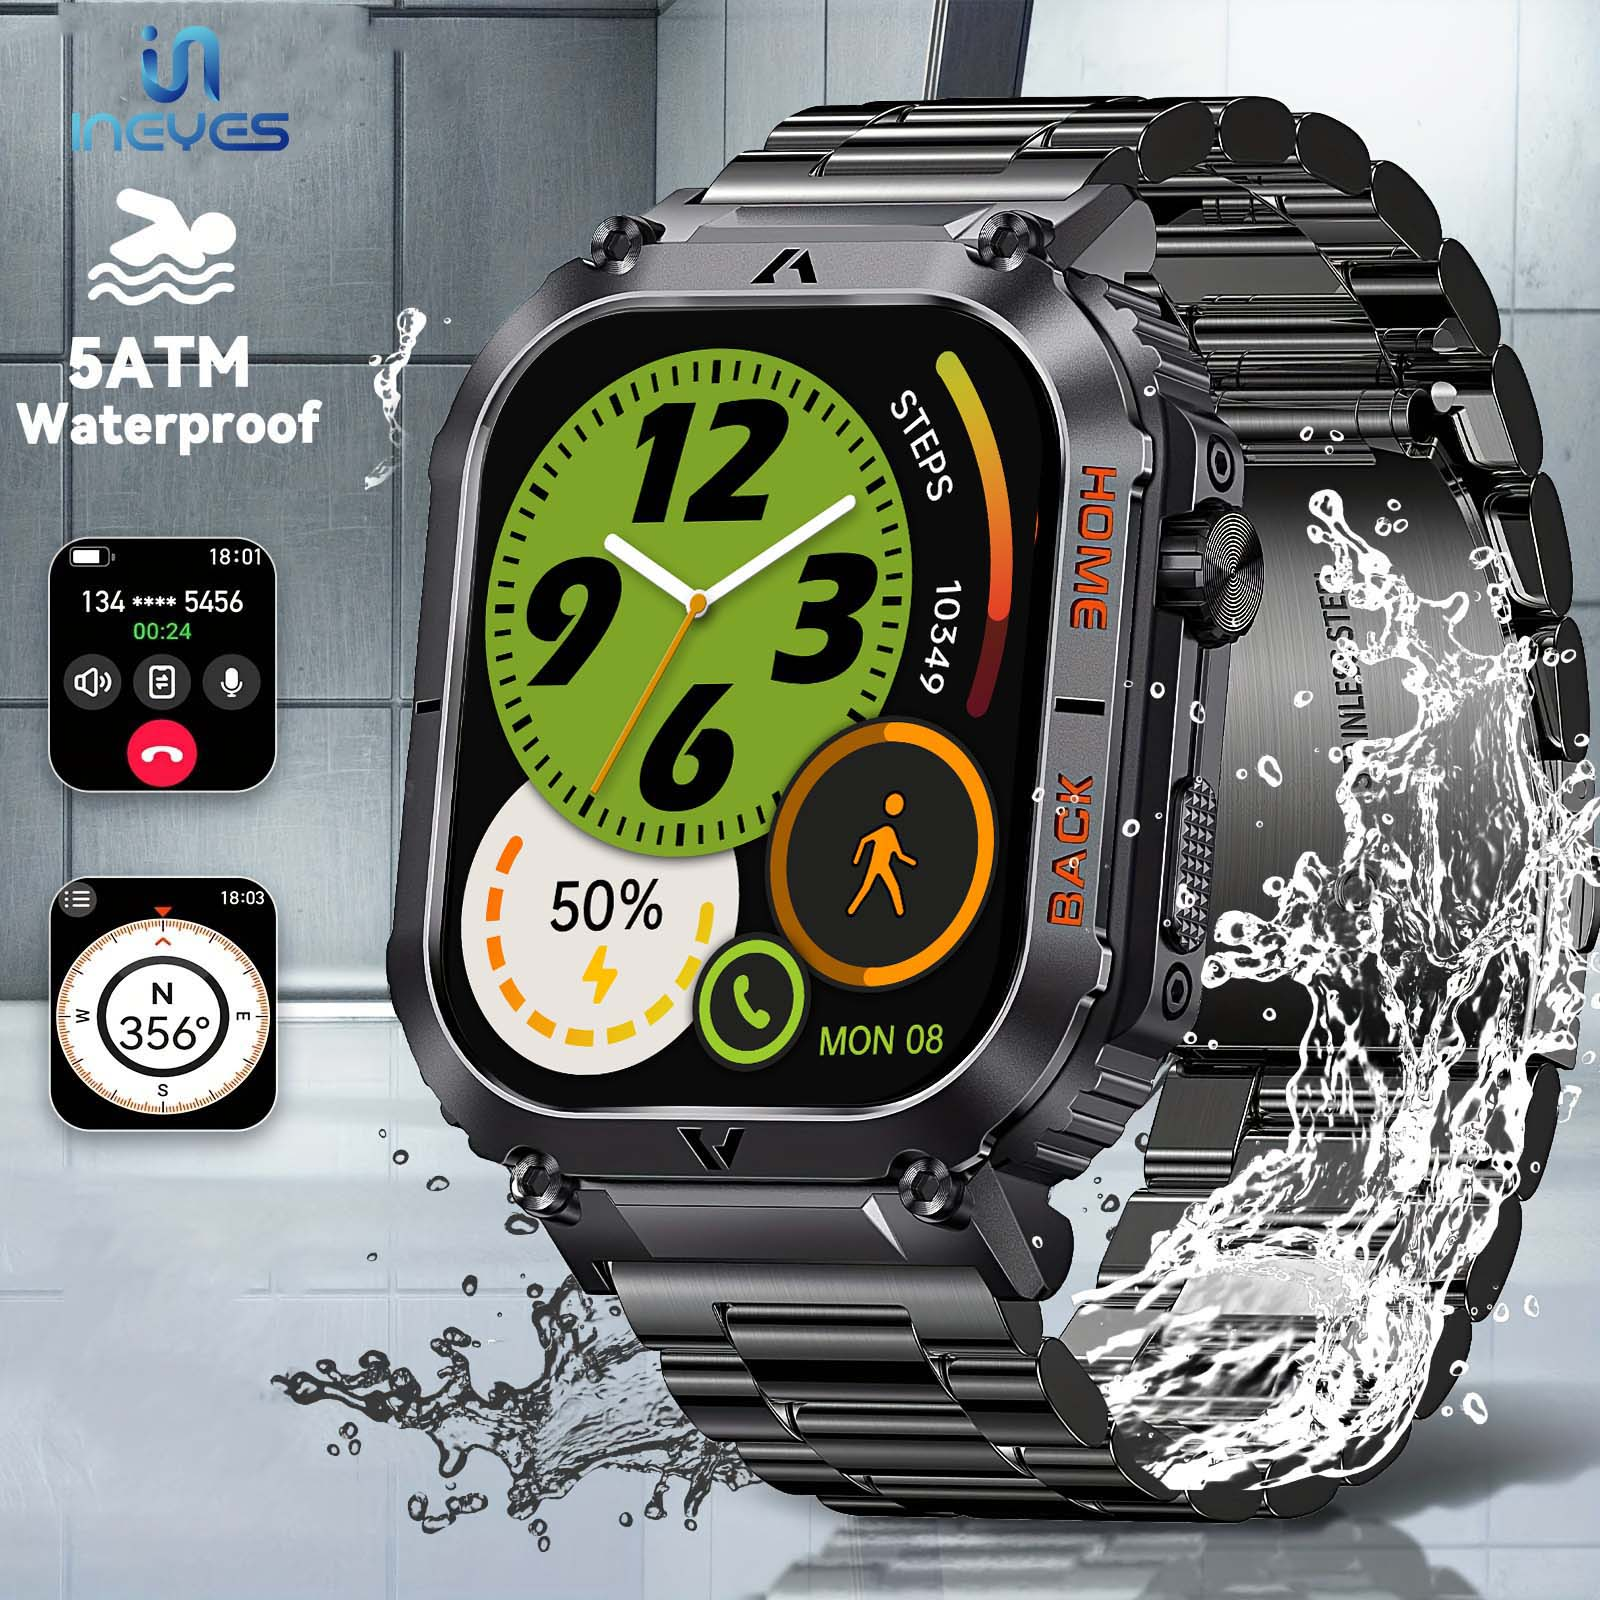 INEYES
5ATM
Waterproof
18:01
134 **** 5456
00:24
18:03
N
356°
W
E
S
12
3
6
9
STEPS
10349
50%
MON 08
HOME
BACK